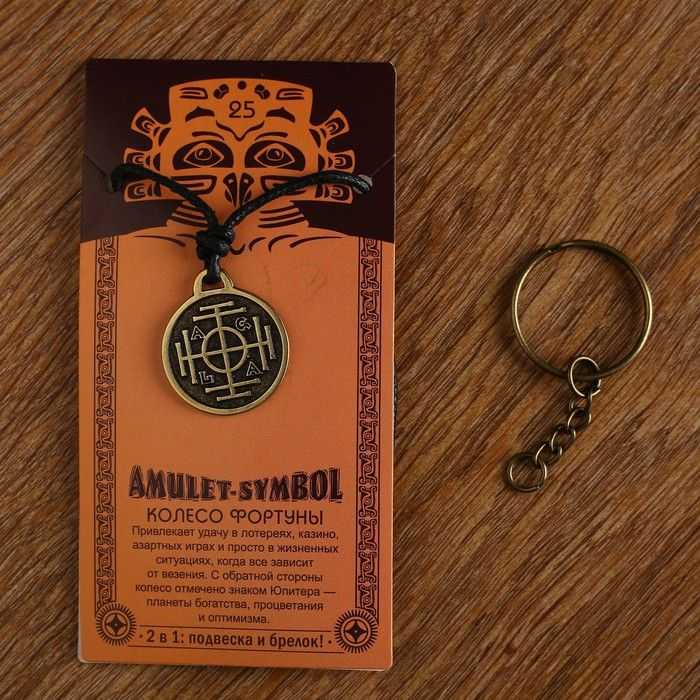 25
A G
L A
AMULET-SYMBOL
КОЛЕСО ФОРТУНЫ
Привлекает удачу в лотереях, казино,
азартных играх и просто в жизненных
ситуациях, когда все зависит
от везения. С обратной стороны
колесо отмечено знаком Юпитера —
планеты богатства, процветания
и оптимизма.
· 2 в 1: подвеска и брелок! ·